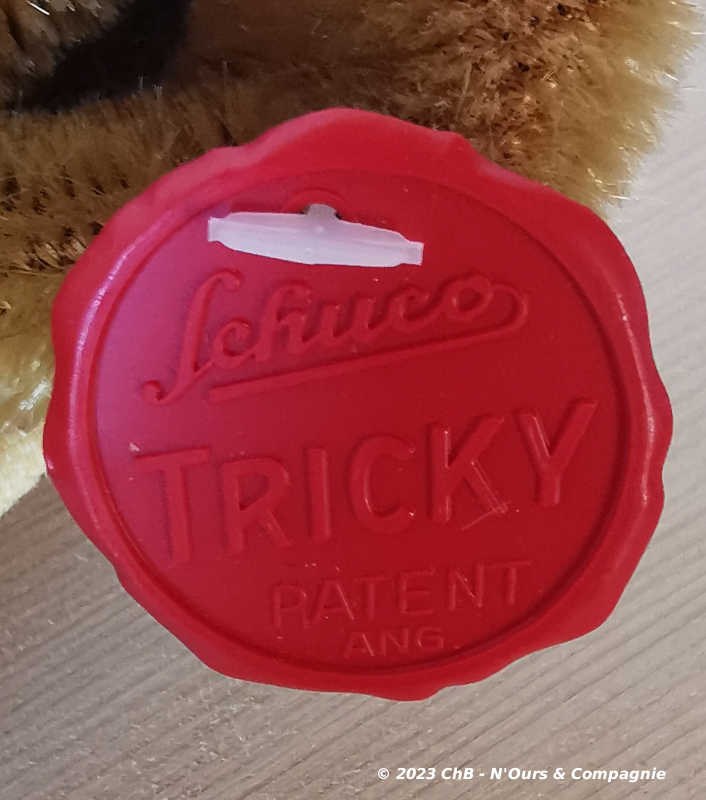 Schuco
TRICKY
PATENT
ANG.
© 2023 ChB - N'Ours & Compagnie